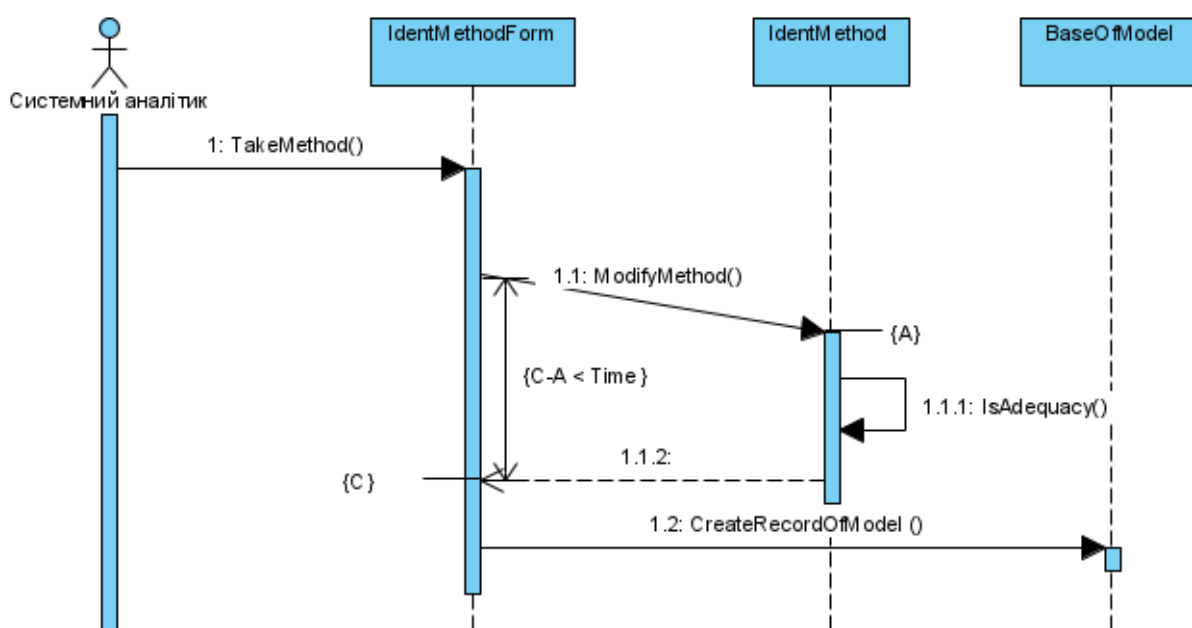 IdentMethodForm
IdentMethod
BaseOfModel
Системний аналітик
1: TakeMethod()
1.1: ModifyMethod()
{A}
{C-A < Time }
1.1.1: IsAdequacy()
1.1.2:
{C }
1.2: CreateRecordOfModel ()